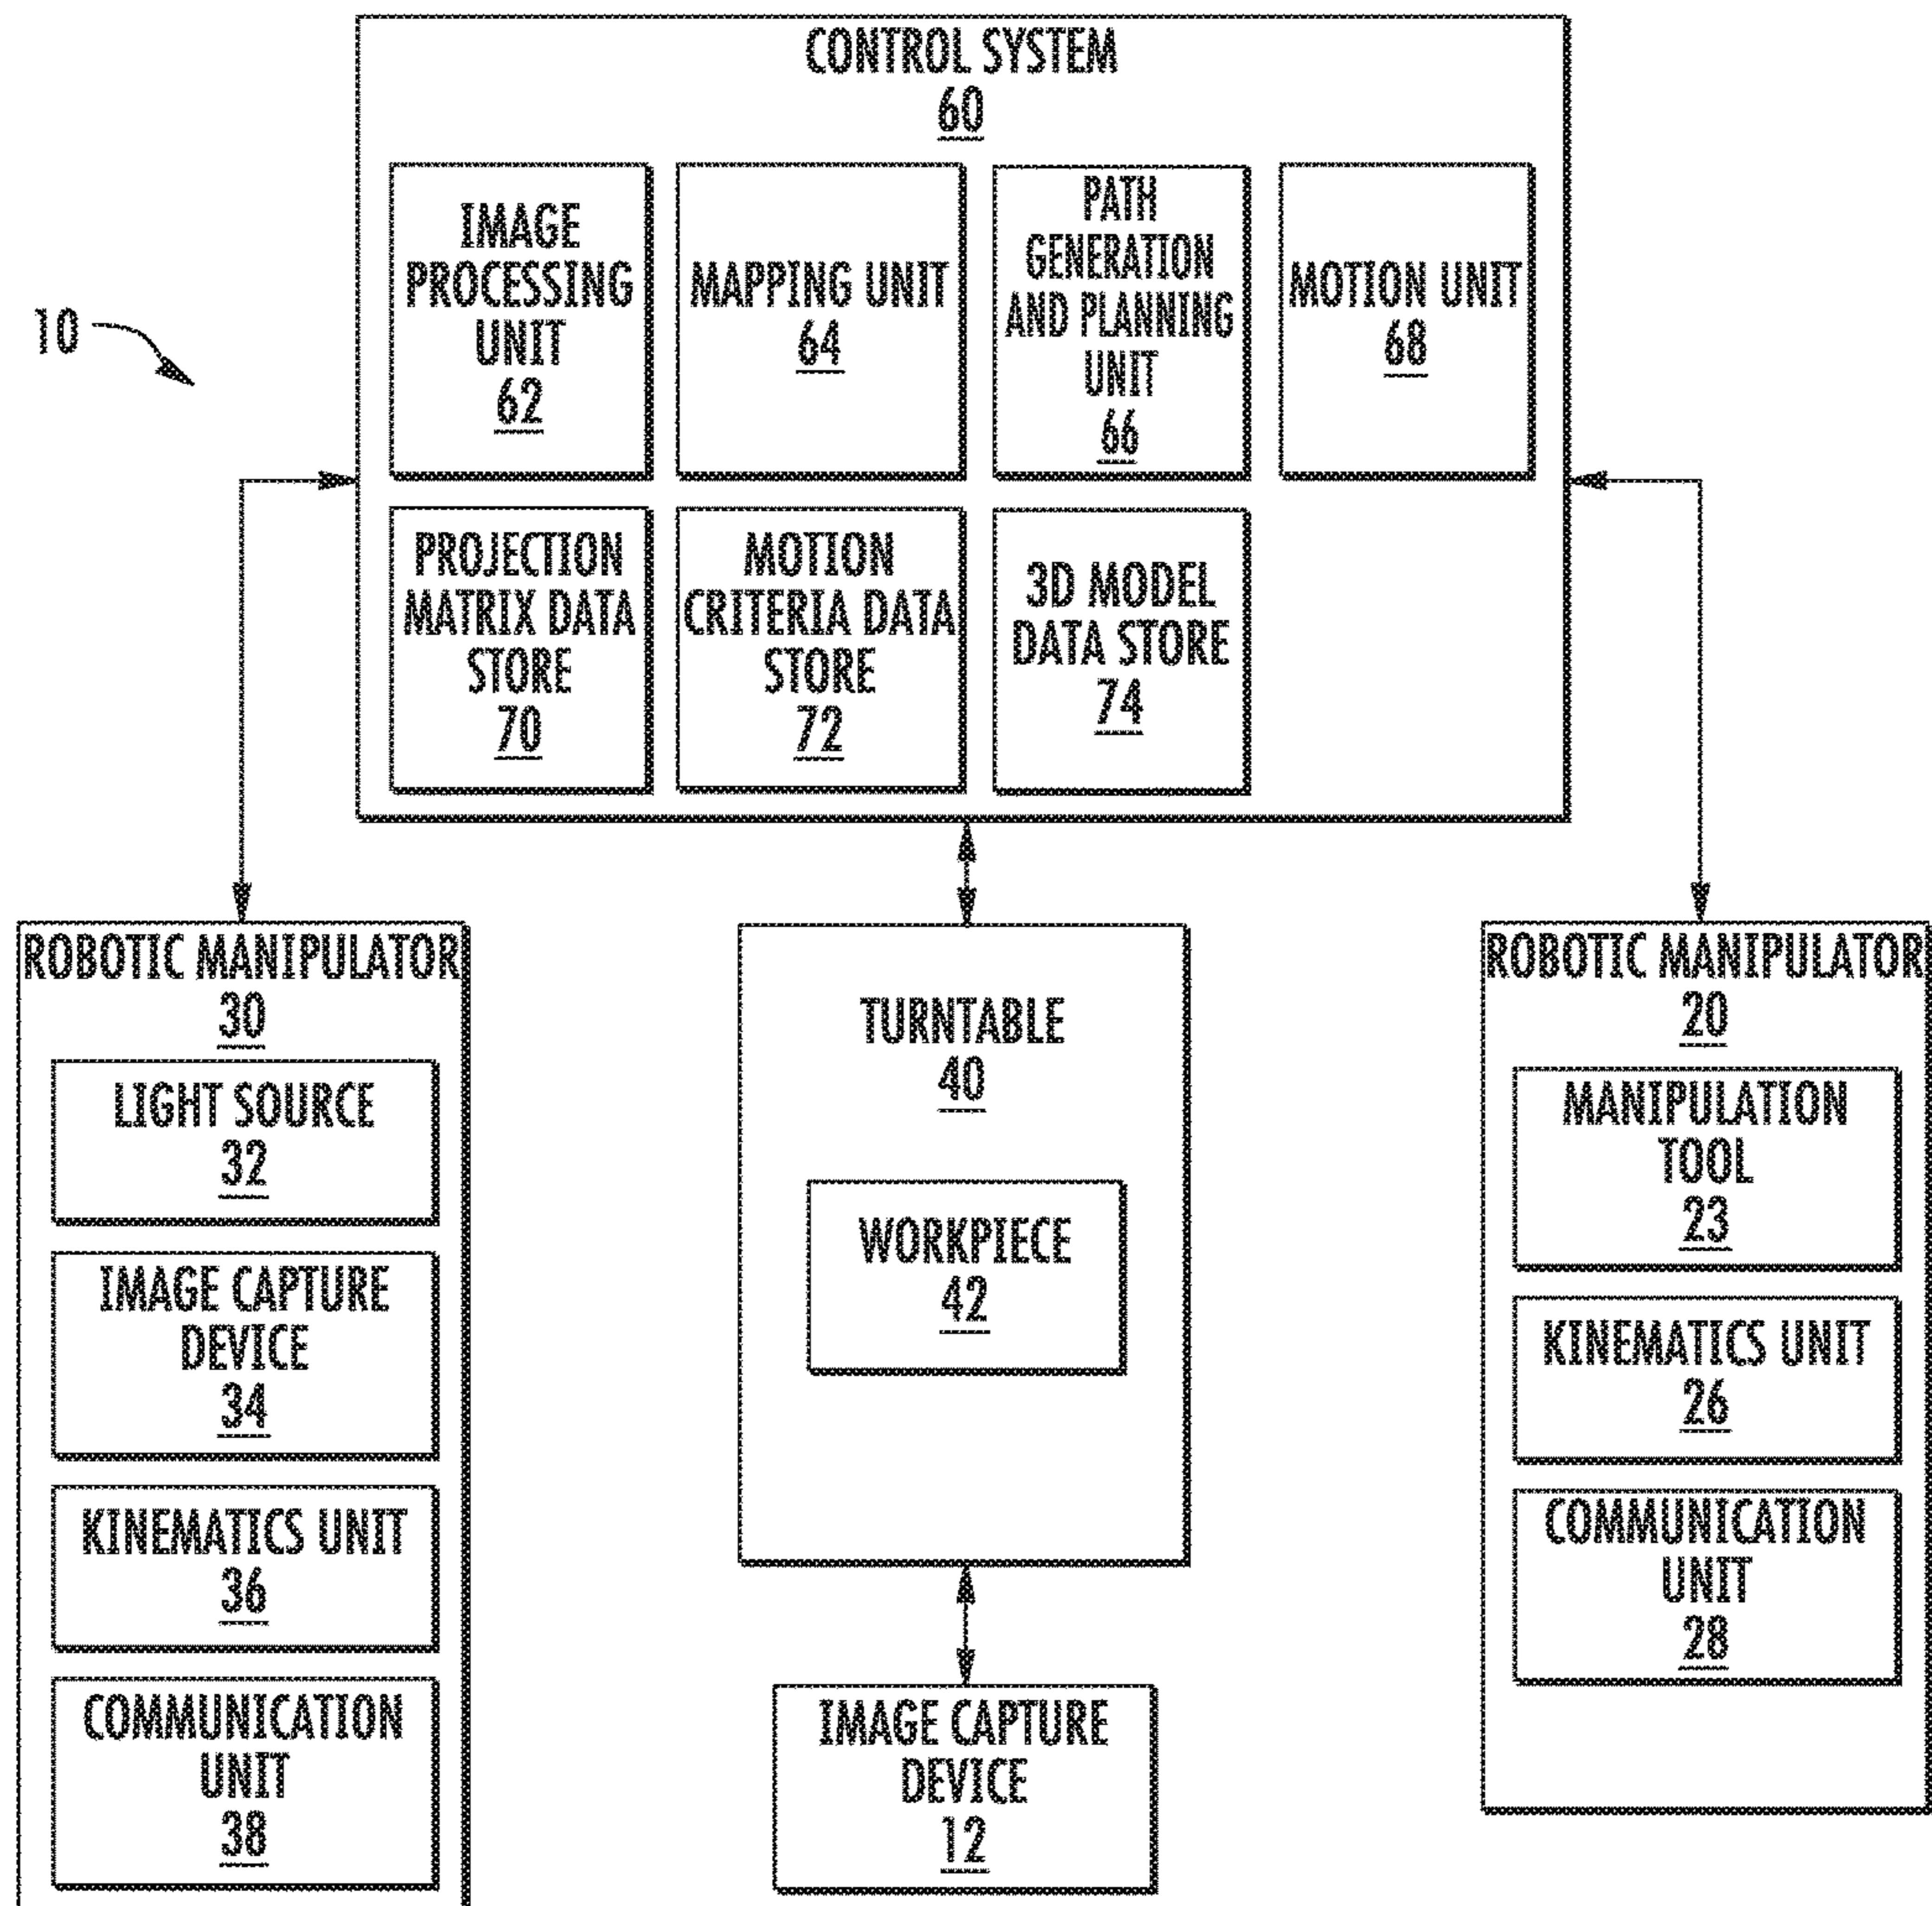 CONTROL SYSTEM
60
IMAGE
PROCESSING
UNIT
62
MAPPING UNIT
64
PATH
GENERATION
AND PLANNING
UNIT
66
MOTION UNIT
68
10
PROJECTION
MATRIX DATA
STORE
70
MOTION
CRITERIA DATA
STORE
72
3D MODEL
DATA STORE
74
ROBOTIC MANIPULATOR
30
LIGHT SOURCE
32
IMAGE CAPTURE
DEVICE
34
KINEMATICS UNIT
36
COMMUNICATION
UNIT
38
TURNTABLE
40
WORKPIECE
42
IMAGE CAPTURE
DEVICE
12
ROBOTIC MANIPULATOR
20
MANIPULATION
TOOL
23
KINEMATICS UNIT
26
COMMUNICATION
UNIT
28